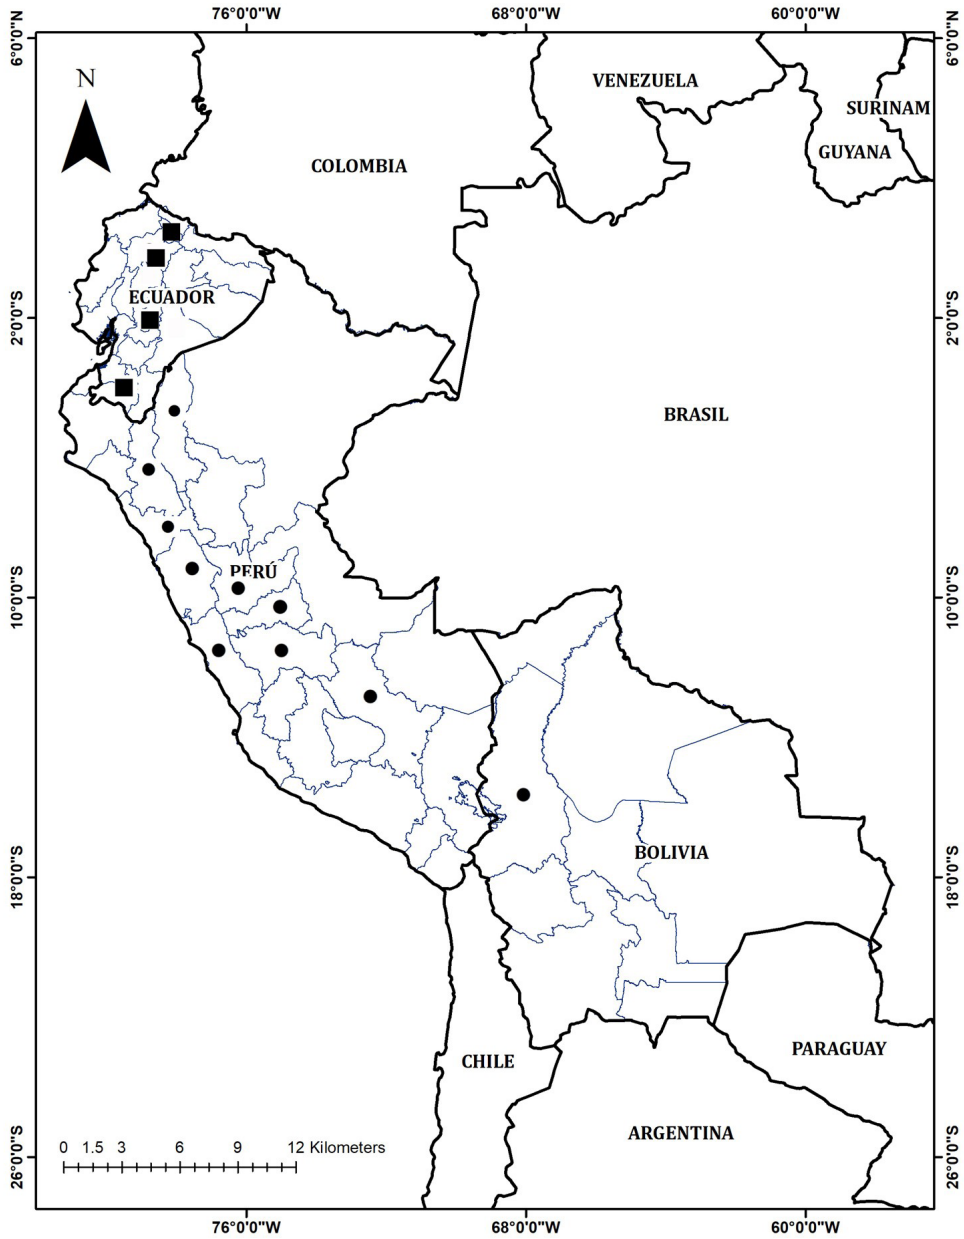 76°0'0"W 68°0'0"W 60°0'0"W
6°0'0"N 6°0'0"N
N
VENEZUELA
SURINAM
COLOMBIA
GUYANA
ECUADOR
2°0'0"S 2°0'0"S
BRASIL
PERÚ
10°0'0"S 10°0'0"S
BOLIVIA
18°0'0"S 18°0'0"S
CHILE
PARAGUAY
ARGENTINA
0 1.5 3 6 9 12 Kilometers
26°0'0"S 26°0'0"S
76°0'0"W 68°0'0"W 60°0'0"W